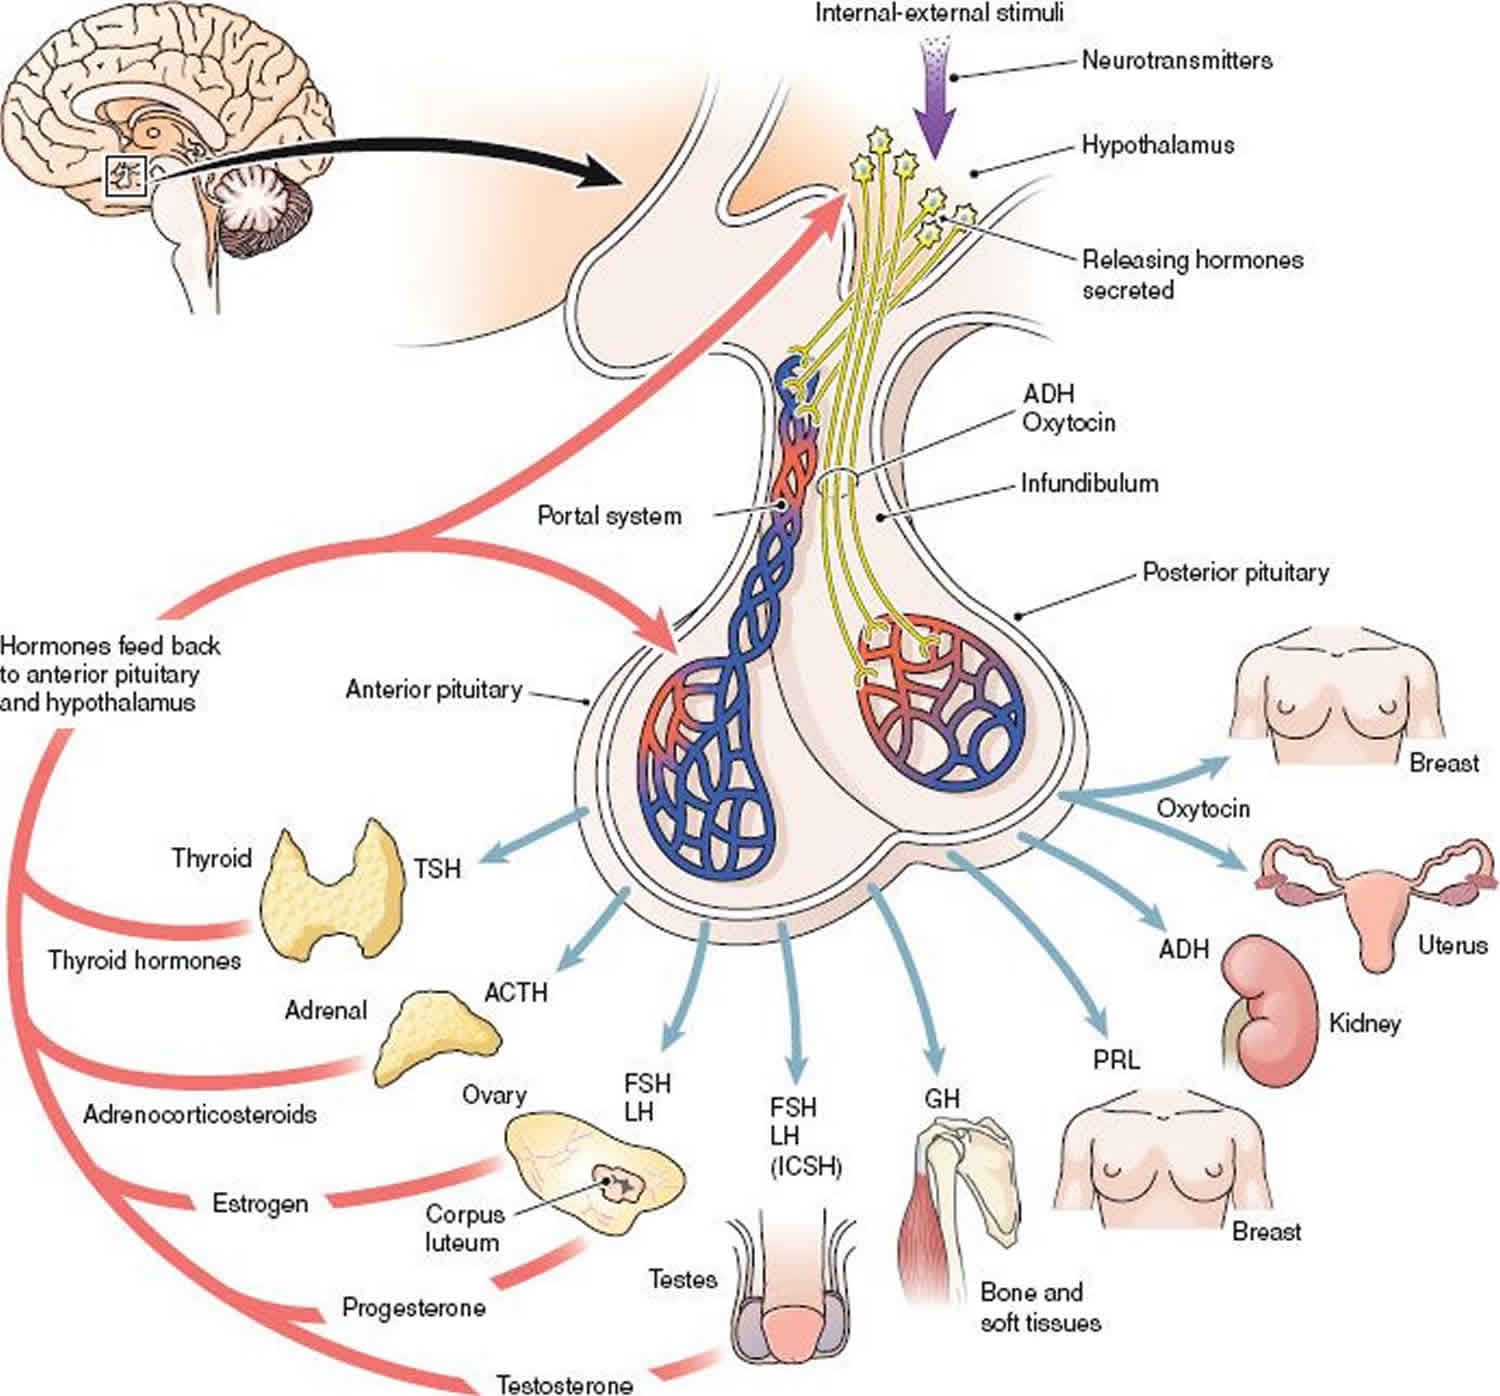 Internal-external stimuli
Neurotransmitters
Hypothalamus
Releasing hormones
secreted
ADH
Oxytocin
Infundibulum
Portal system
Posterior pituitary
Hormones feed back
to anterior pituitary
and hypothalamus
Anterior pituitary
Breast
Oxytocin
Thyroid
TSH
Uterus
ADH
Thyroid hormones
Kidney
ACTH
Adrenal
PRL
Adrenocorticosteroids
Ovary
FSH
LH
FSH
LH
(ICSH)
GH
Estrogen
Corpus
luteum
Breast
Testes
Bone and
soft tissues
Progesterone
Testosterone